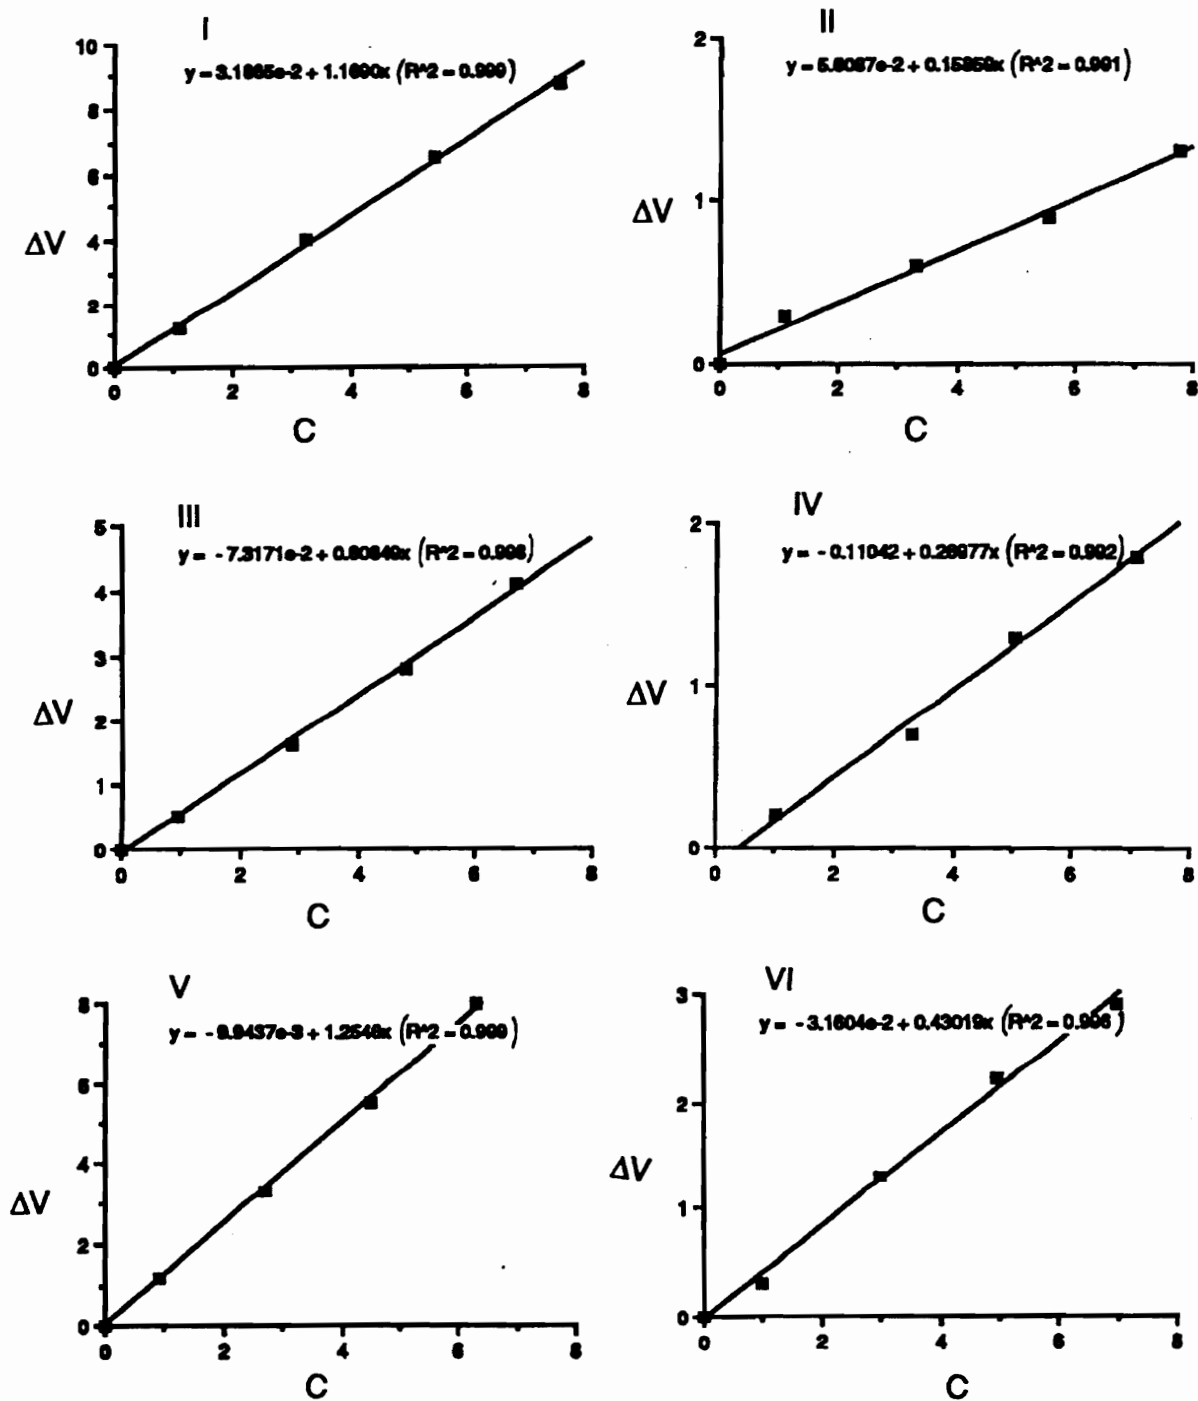 I
y = 3.1865e-2 + 1.1690x (R^2 = 0.999)
10
8
6
4
2
0
ΔV
0 2 4 6 8
C
II
y = 5.6087e-2 + 0.15859x (R^2 = 0.991)
2
1
0
ΔV
0 2 4 6 8
C
III
y = - 7.3171e-2 + 0.60849x (R^2 = 0.998)
5
4
3
2
1
0
ΔV
0 2 4 6 8
C
IV
y = - 0.11042 + 0.26977x (R^2 = 0.992)
2
1
0
ΔV
0 2 4 6 8
C
V
y = - 9.9437e-3 + 1.2546x (R^2 = 0.999)
8
6
4
2
0
ΔV
0 2 4 6 8
C
VI
y = - 3.1604e-2 + 0.43019x (R^2 = 0.996)
3
2
1
0
ΔV
0 2 4 6 8
C